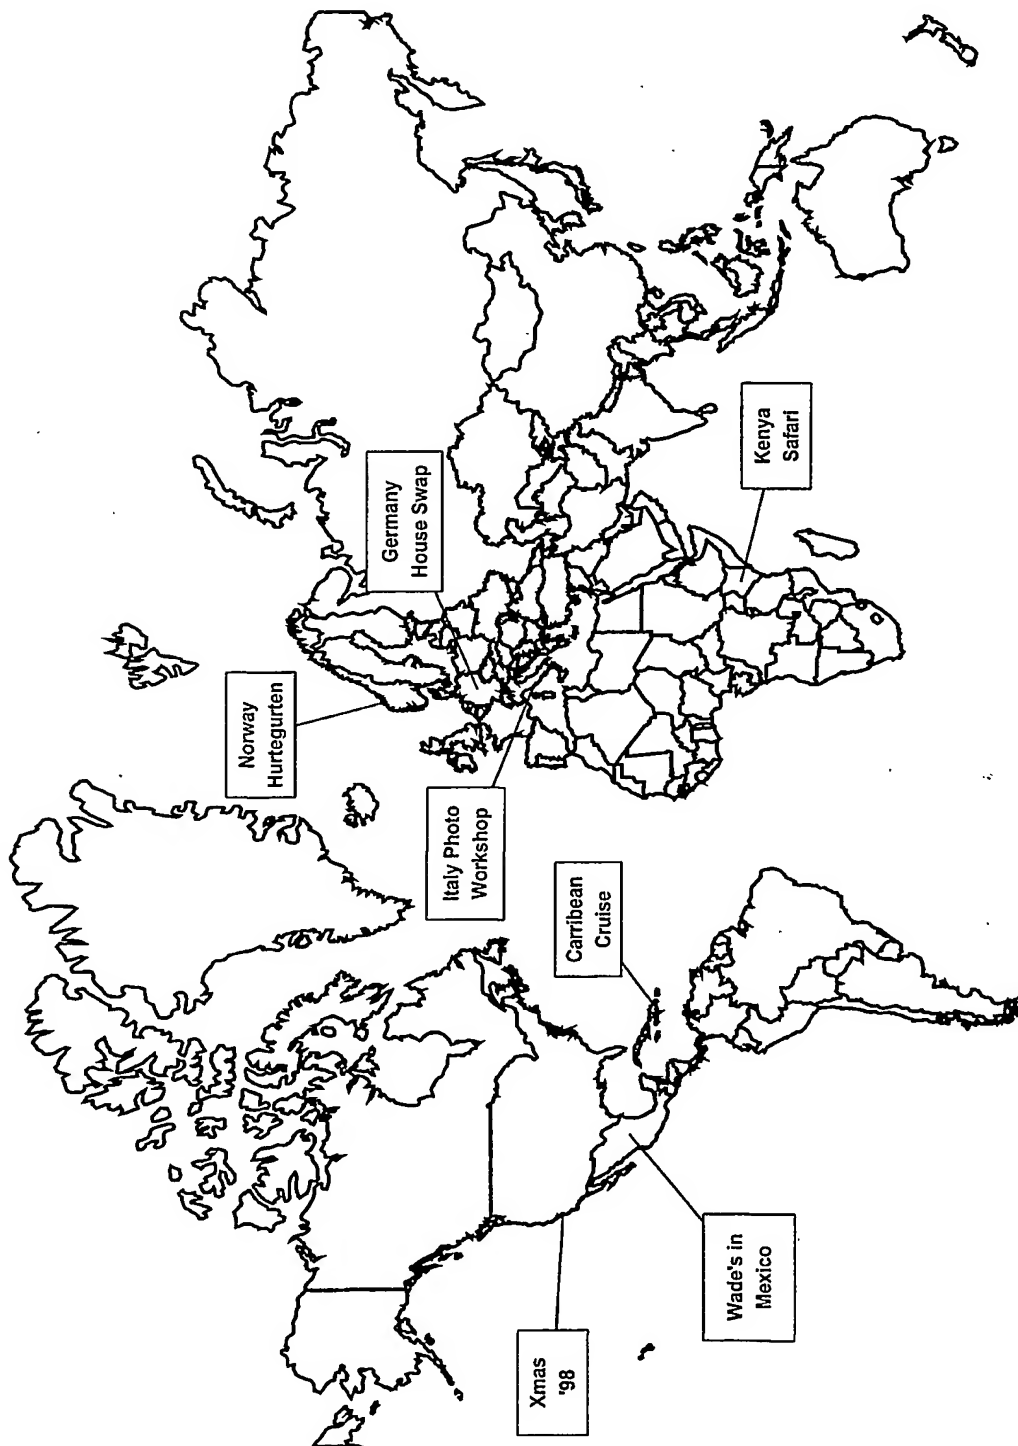 Norway
Hurtegurten
Germany
House Swap
Italy Photo
Workshop
Carribean
Cruise
Kenya
Safari
Xmas
'98
Wade's in
Mexico